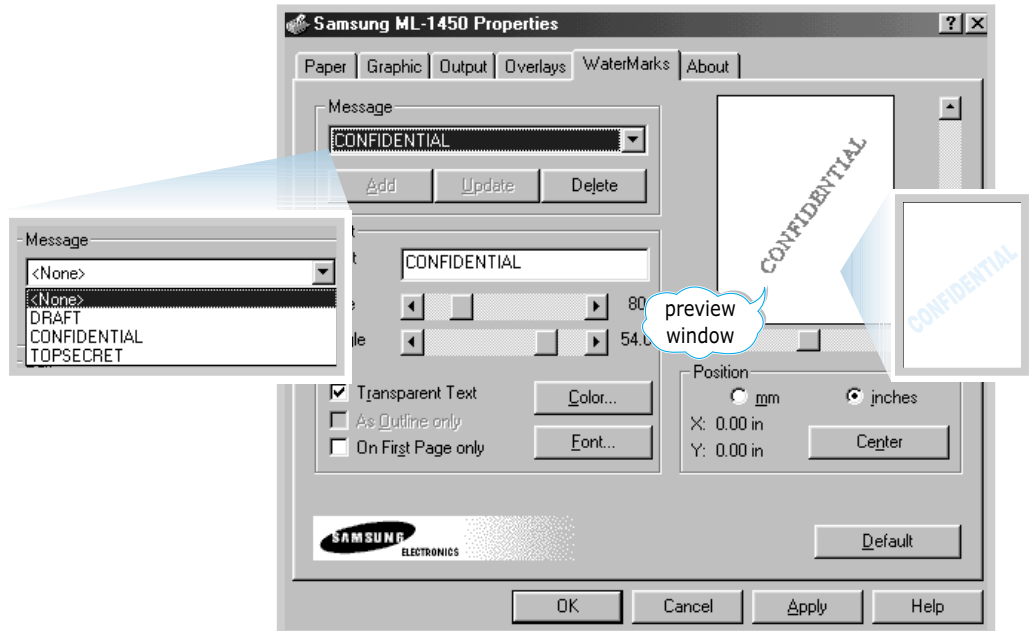 Samsung ML-1450 Properties
Paper Graphic Output Overlays WaterMarks About
Message
CONFIDENTIAL
Add Update Delete
Message
<None>
<None>
DRAFT
CONFIDENTIAL
TOPSECRET
CONFIDENTIAL
80
54.0
Transparent Text
As Outline only
On First Page only
Color...
Font...
CONFIDENTIAL
preview
window
CONFIDENTIAL
Position
mm inches
X: 0.00 in
Y: 0.00 in
Center
SAMSUNG
ELECTRONICS
Default
OK Cancel Apply Help